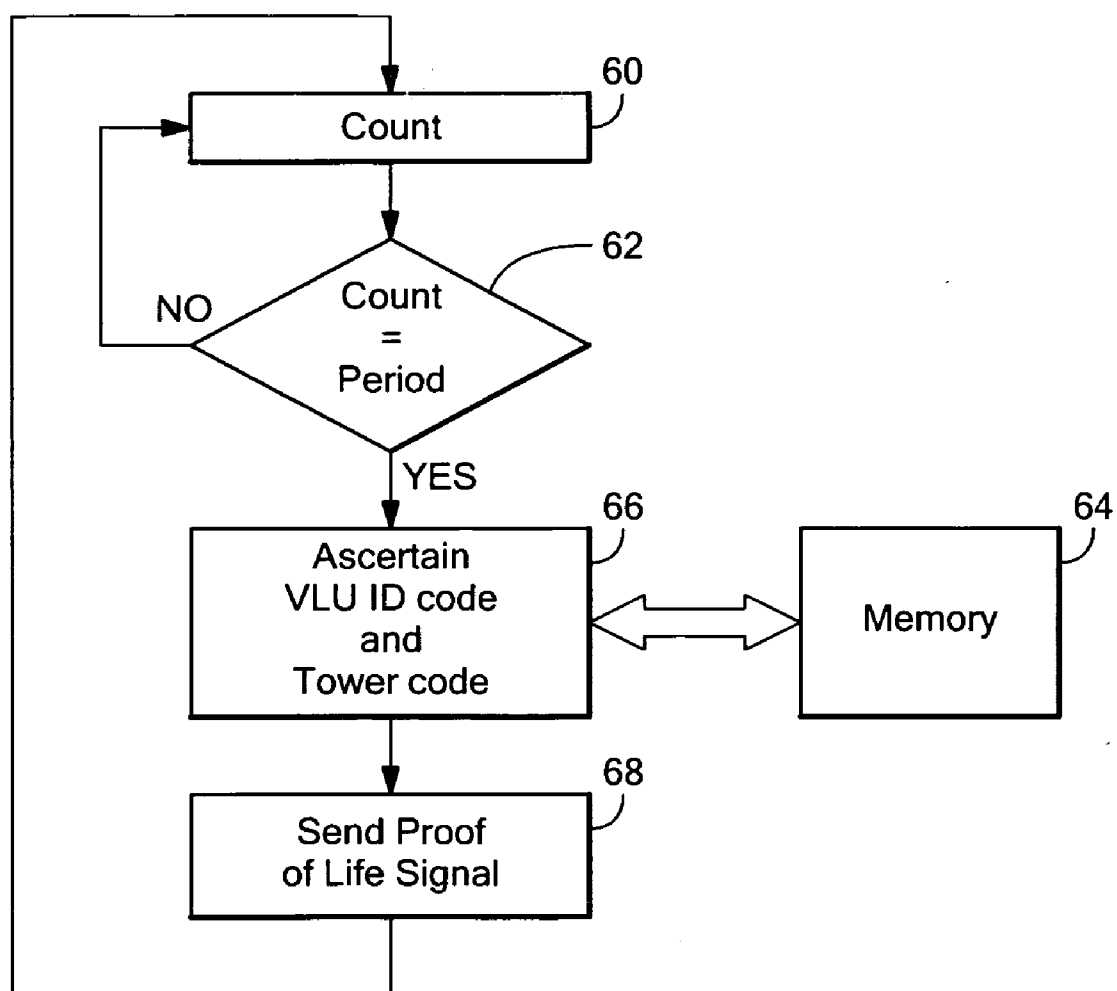 60
Count
62
Count
=
Period
NO
YES
66
Ascertain
VLU ID code
and
Tower code
64
Memory
68
Send Proof
of Life Signal